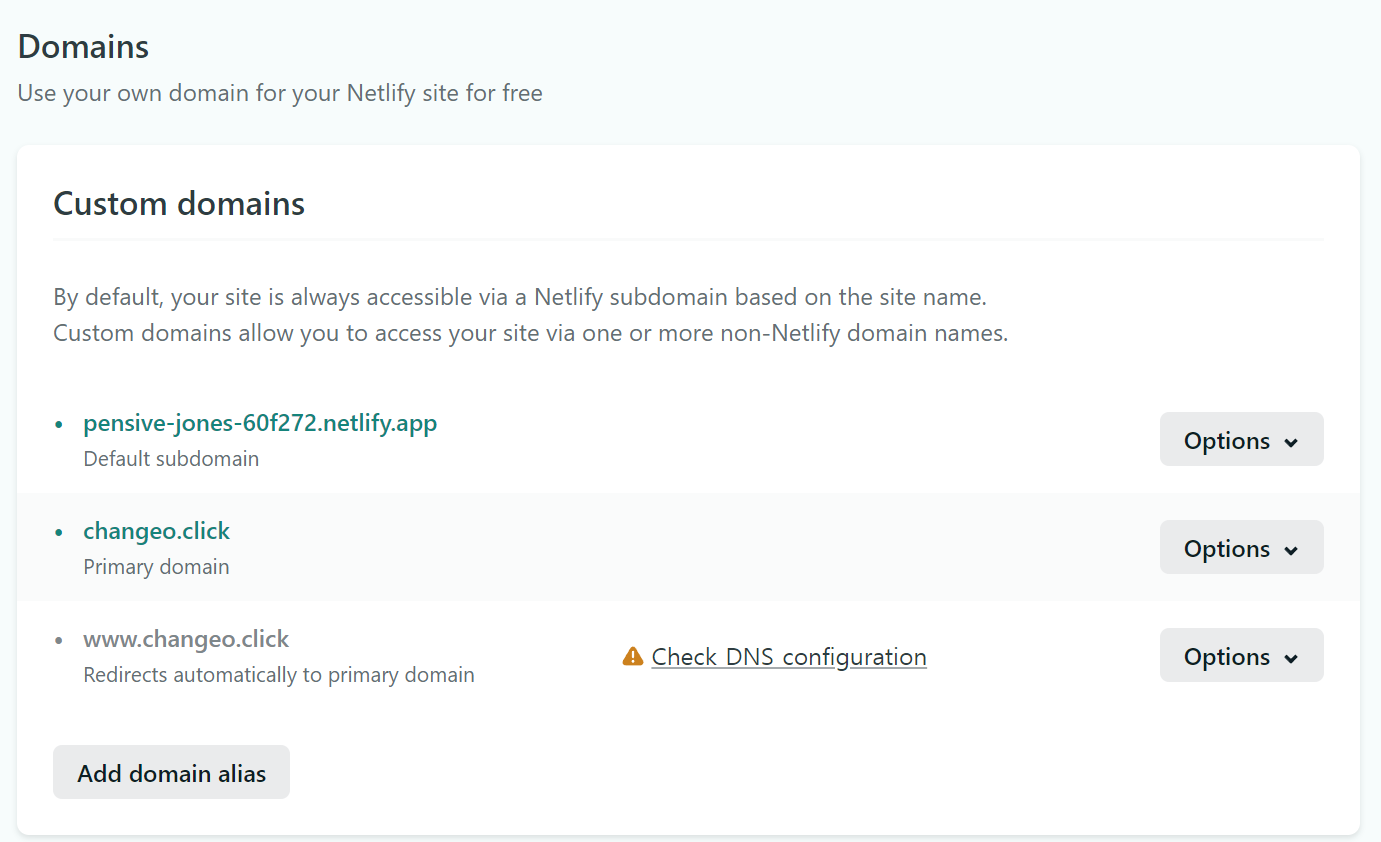 Domains
Use your own domain for your Netlify site for free
Custom domains
By default, your site is always accessible via a Netlify subdomain based on the site name.
Custom domains allow you to access your site via one or more non-Netlify domain names.
pensive-jones-60f272.netlify.app
Default subdomain
Options
changeo.click
Primary domain
Options
www.changeo.click
Redirects automatically to primary domain
Check DNS configuration
Options
Add domain alias